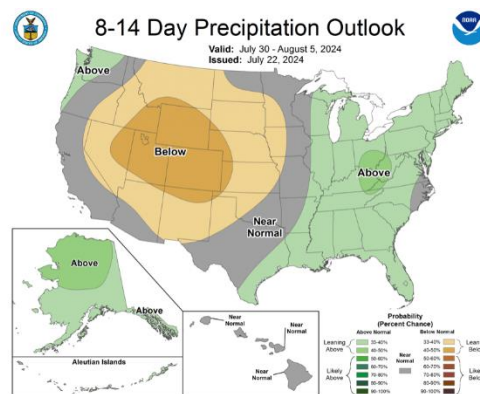 8-14 Day Precipitation Outlook
Valid: July 30 - August 5, 2024
Issued: July 22, 2024
NOAA
Above
Below
Above
Near
Normal
Above
Above
Near
Normal
Near
Normal
Near
Normal
Aleutian Islands
Probability
(Percent Chance)
Above Normal
Below Normal
Leaning
Above
33-40%
40-50%
50-60%
60-70%
70-80%
80-90%
90-100%
Likely
Above
Near
Normal
33-40%
40-50%
50-60%
60-70%
70-80%
80-90%
90-100%